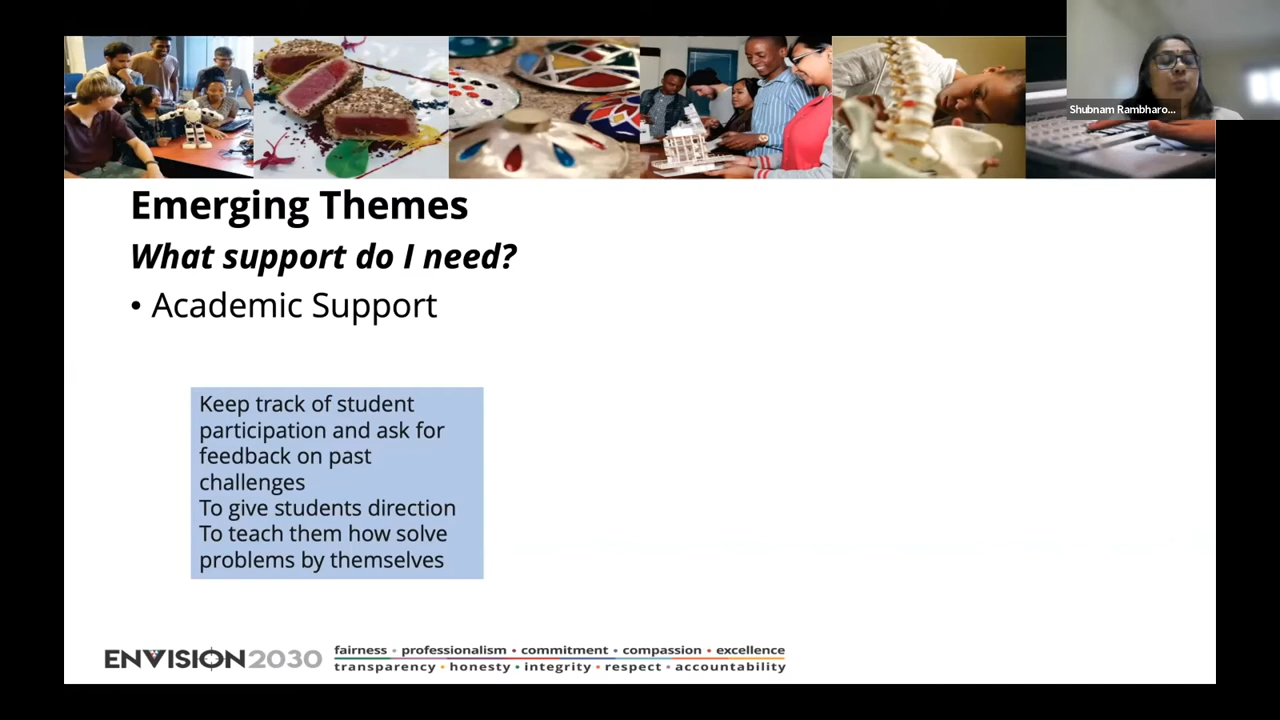 Shubnam Rambharo...
Emerging Themes
What support do I need?
• Academic Support
Keep track of student
participation and ask for
feedback on past
challenges
To give students direction
To teach them how solve
problems by themselves
ENVISION2030
fairness • professionalism • commitment • compassion • excellence
transparency • honesty • integrity • respect • accountability